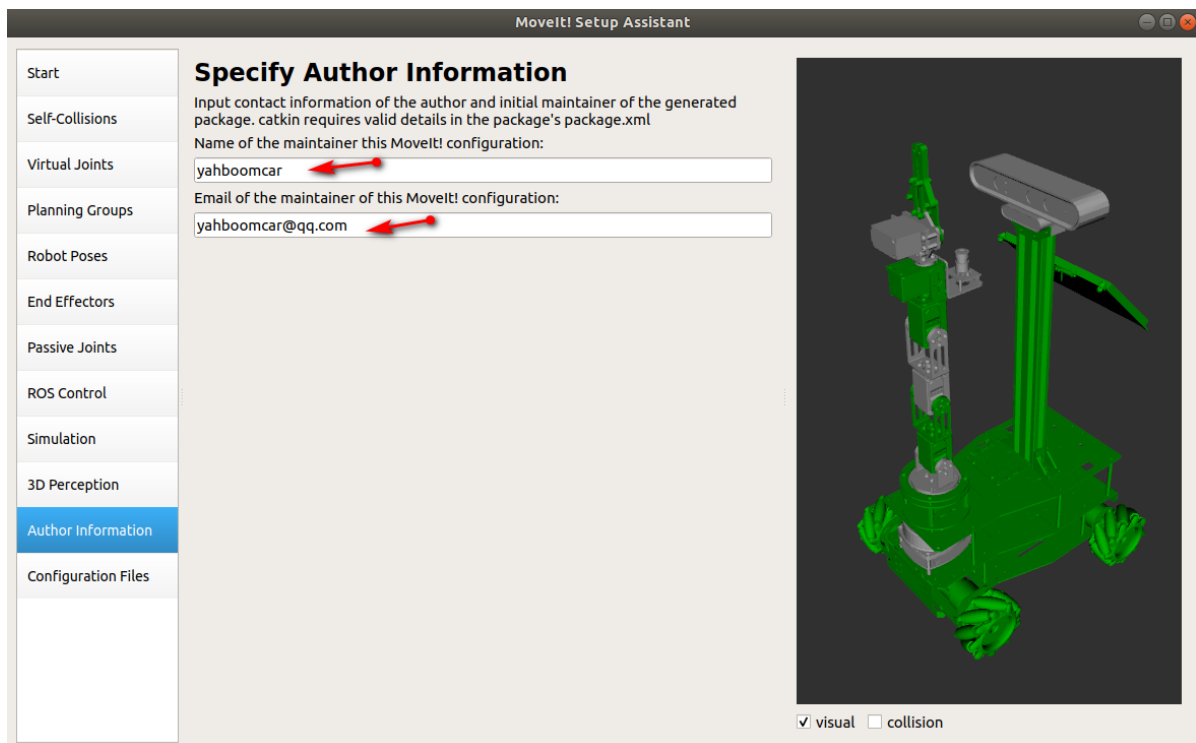 MoveIt! Setup Assistant
Start
Self-Collisions
Virtual Joints
Planning Groups
Robot Poses
End Effectors
Passive Joints
ROS Control
Simulation
3D Perception
Author Information
Configuration Files
Specify Author Information
Input contact information of the author and initial maintainer of the generated
package. catkin requires valid details in the package's package.xml
Name of the maintainer this MoveIt! configuration:
yahboomcar
Email of the maintainer of this MoveIt! configuration:
yahboomcar@qq.com
visual collision